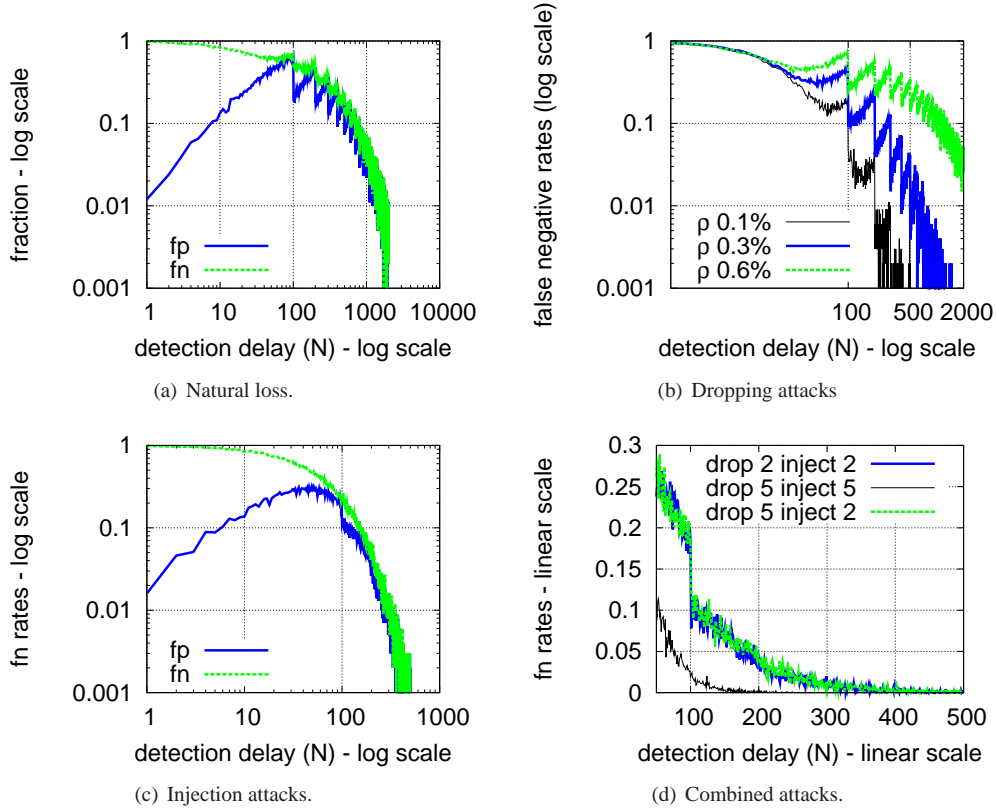 1
0.1
0.01
0.001
fraction - log scale
fp
fn
1 10 100 1000 10000
detection delay (N) - log scale
(a) Natural loss.
1
0.1
0.01
0.001
false negative rates (log scale)
ρ 0.1%
ρ 0.3%
ρ 0.6%
100 500 2000
detection delay (N) - log scale
(b) Dropping attacks
1
0.1
0.01
0.001
fn rates - log scale
fp
fn
1 10 100 1000
detection delay (N) - log scale
(c) Injection attacks.
0.3
0.25
0.2
0.15
0.1
0.05
0
fn rates - linear scale
drop 2 inject 2
drop 5 inject 5
drop 5 inject 2
100 200 300 400 500
detection delay (N) - linear scale
(d) Combined attacks.